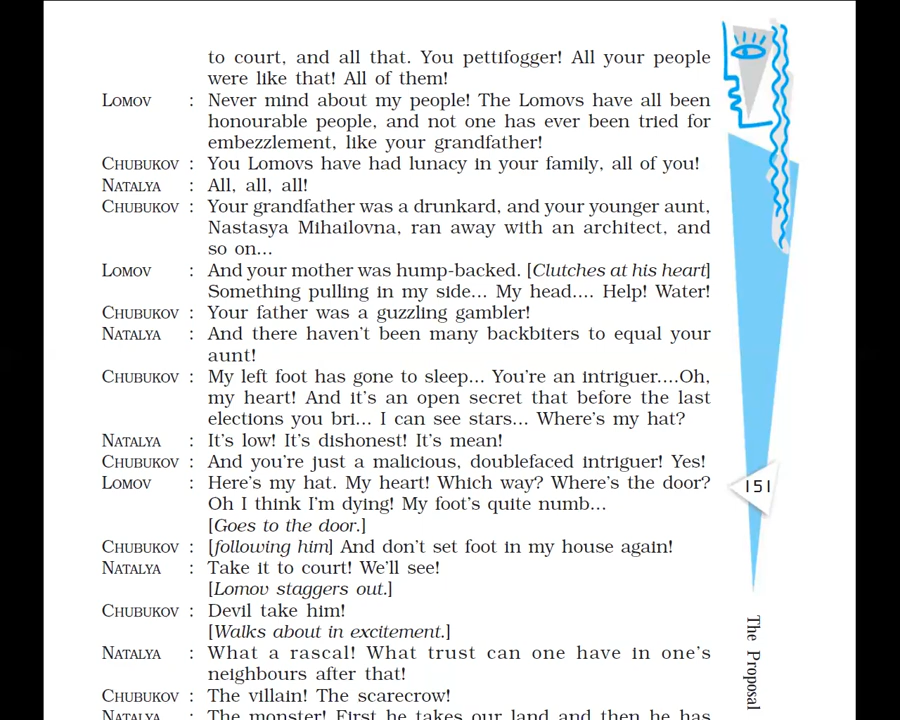 to court, and all that. You pettifogger! All your people
were like that! All of them!
LOMOV : Never mind about my people! The Lomovs have all been
honourable people, and not one has ever been tried for
embezzlement, like your grandfather!
CHUBUKOV : You Lomovs have had lunacy in your family, all of you!
NATALYA : All, all, all!
CHUBUKOV : Your grandfather was a drunkard, and your younger aunt,
Nastasya Mihailovna, ran away with an architect, and
so on...
LOMOV : And your mother was hump-backed. [Clutches at his heart]
Something pulling in my side... My head.... Help! Water!
CHUBUKOV : Your father was a guzzling gambler!
NATALYA : And there haven't been many backbiters to equal your
aunt!
CHUBUKOV : My left foot has gone to sleep... You're an intriguer....Oh,
my heart! And it's an open secret that before the last
elections you bri... I can see stars... Where's my hat?
NATALYA : It's low! It's dishonest! It's mean!
CHUBUKOV : And you're just a malicious, doublefaced intriguer! Yes!
LOMOV : Here's my hat. My heart! Which way? Where's the door?
Oh I think I'm dying! My foot's quite numb...
[Goes to the door.]
CHUBUKOV : [following him] And don't set foot in my house again!
NATALYA : Take it to court! We'll see!
[Lomov staggers out.]
CHUBUKOV : Devil take him!
[Walks about in excitement.]
NATALYA : What a rascal! What trust can one have in one's
neighbours after that!
CHUBUKOV : The villain! The scarecrow!
NATALYA : The monster! First he takes our land and then he has
151
The Proposal